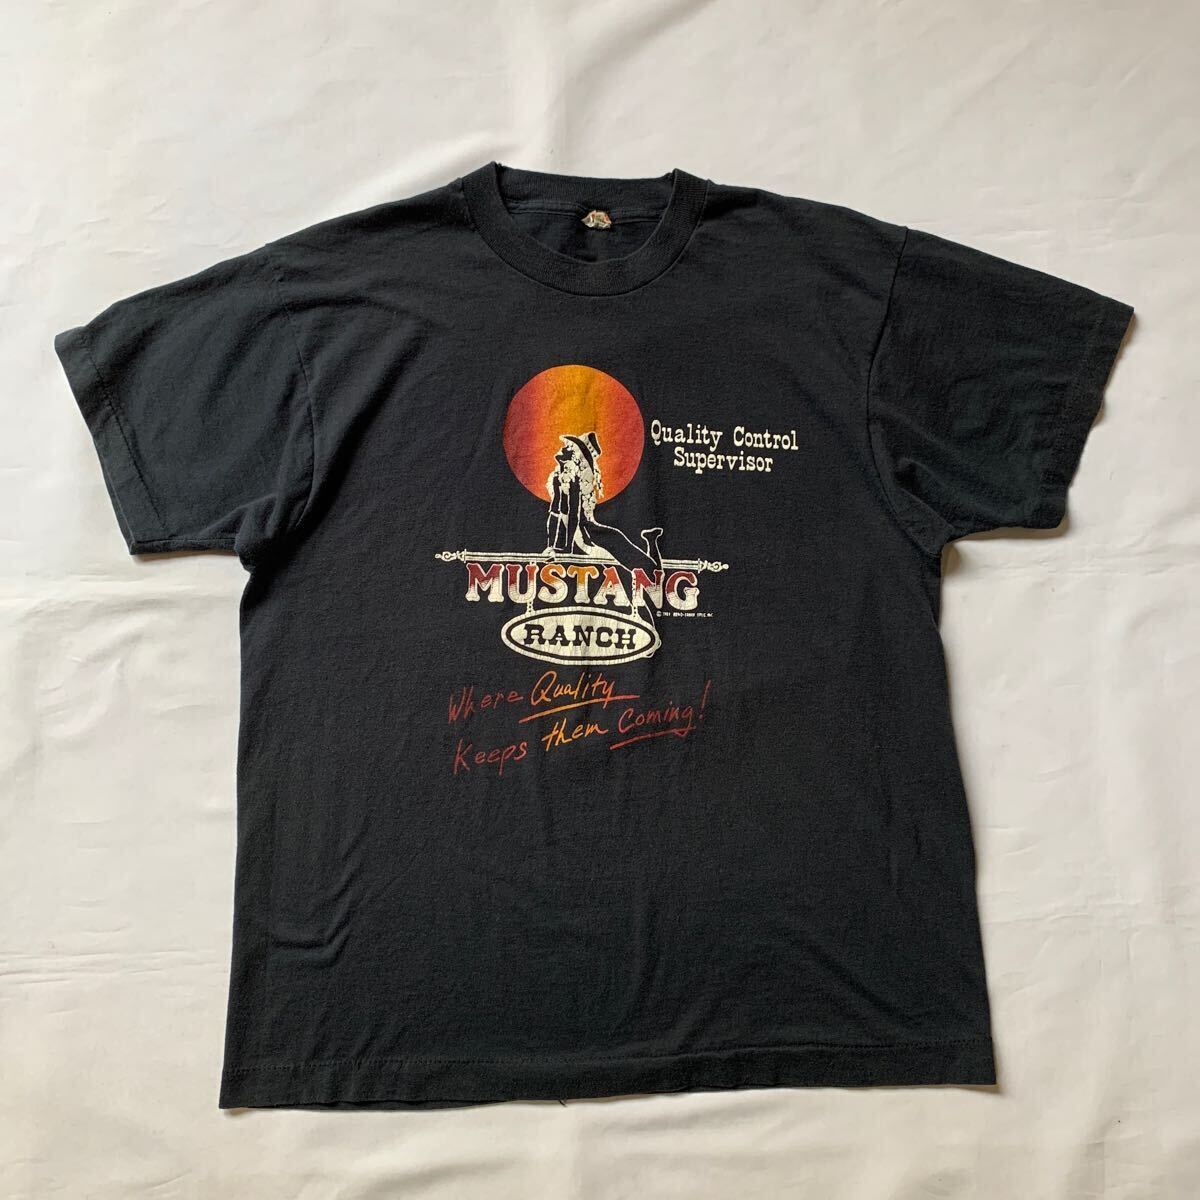 Quality Control
Supervisor
MUSTANG
RANCH
Where Quality
Keeps them Coming!